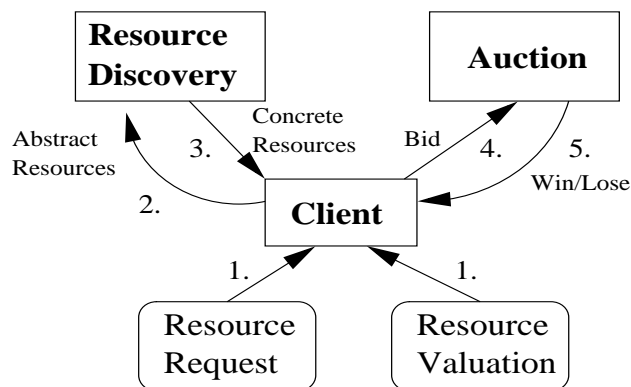 Resource
Discovery
Auction
Concrete
Resources
3.
Abstract
Resources
2.
Bid
4.
5.
Win/Lose
Client
1.
1.
Resource
Request
Resource
Valuation